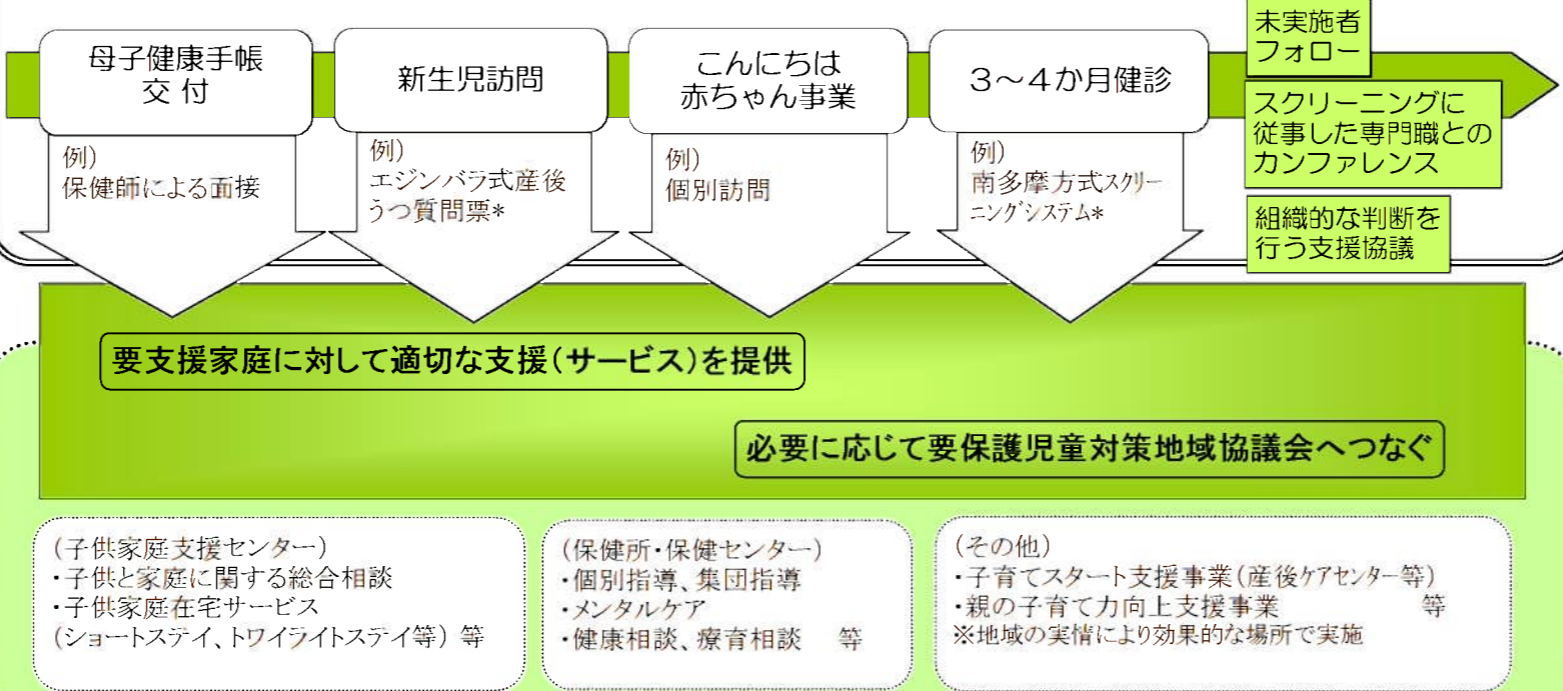 母子健康手帳
交 付
新生児訪問
こんにちは
赤ちゃん事業
3～4か月健診
未実施者
フォロー
スクリーニングに
従事した専門職との
カンファレンス
組織的な判断を
行う支援協議
例)
保健師による面接
例)
エジンバラ式産後
うつ質問票*
例)
個別訪問
例)
南多摩方式スクリー
ニングシステム*
要支援家庭に対して適切な支援(サービス)を提供
必要に応じて要保護児童対策地域協議会へつなぐ
(子供家庭支援センター)
・子供と家庭に関する総合相談
・子供家庭在宅サービス
(ショートステイ、トワイライトステイ等) 等
(保健所・保健センター)
・個別指導、集団指導
・メンタルケア
・健康相談、療育相談 等
(その他)
・子育てスタート支援事業(産後ケアセンター等)
・親の子育て力向上支援事業 等
※地域の実情により効果的な場所で実施